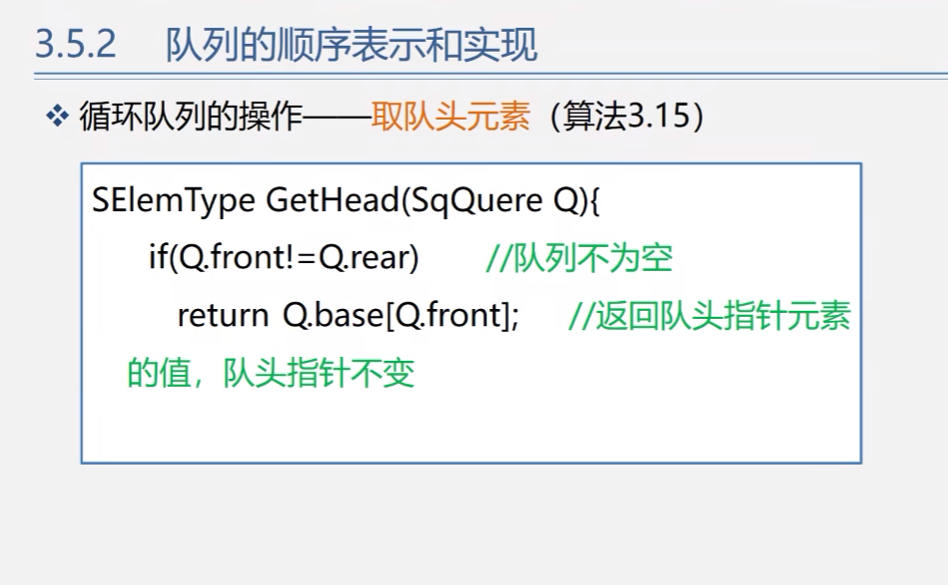 3.5.2 队列的顺序表示和实现
❖ 循环队列的操作——取队头元素（算法3.15）
SElemType GetHead(SqQuere Q){
if(Q.front!=Q.rear) //队列不为空
return Q.base[Q.front]; //返回队头指针元素
的值，队头指针不变